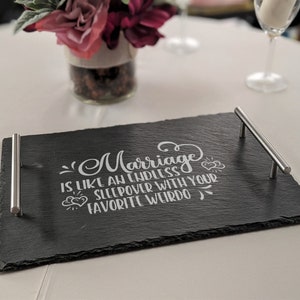 Marriage
IS LIKE AN ENDLESS
SLEEPOVER WITH YOUR
FAVORITE WEIRDO